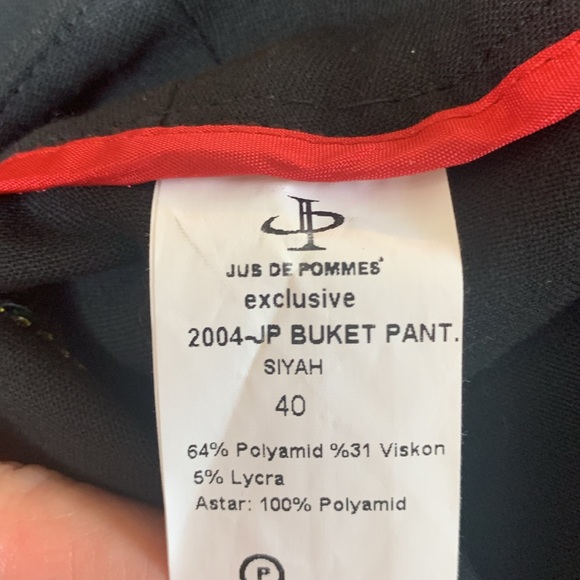 JP
JUS DE POMMES
exclusive
2004-JP BUKET PANT.
SIYAH
40
64% Polyamid %31 Viskon
5% Lycra
Astar: 100% Polyamid
P